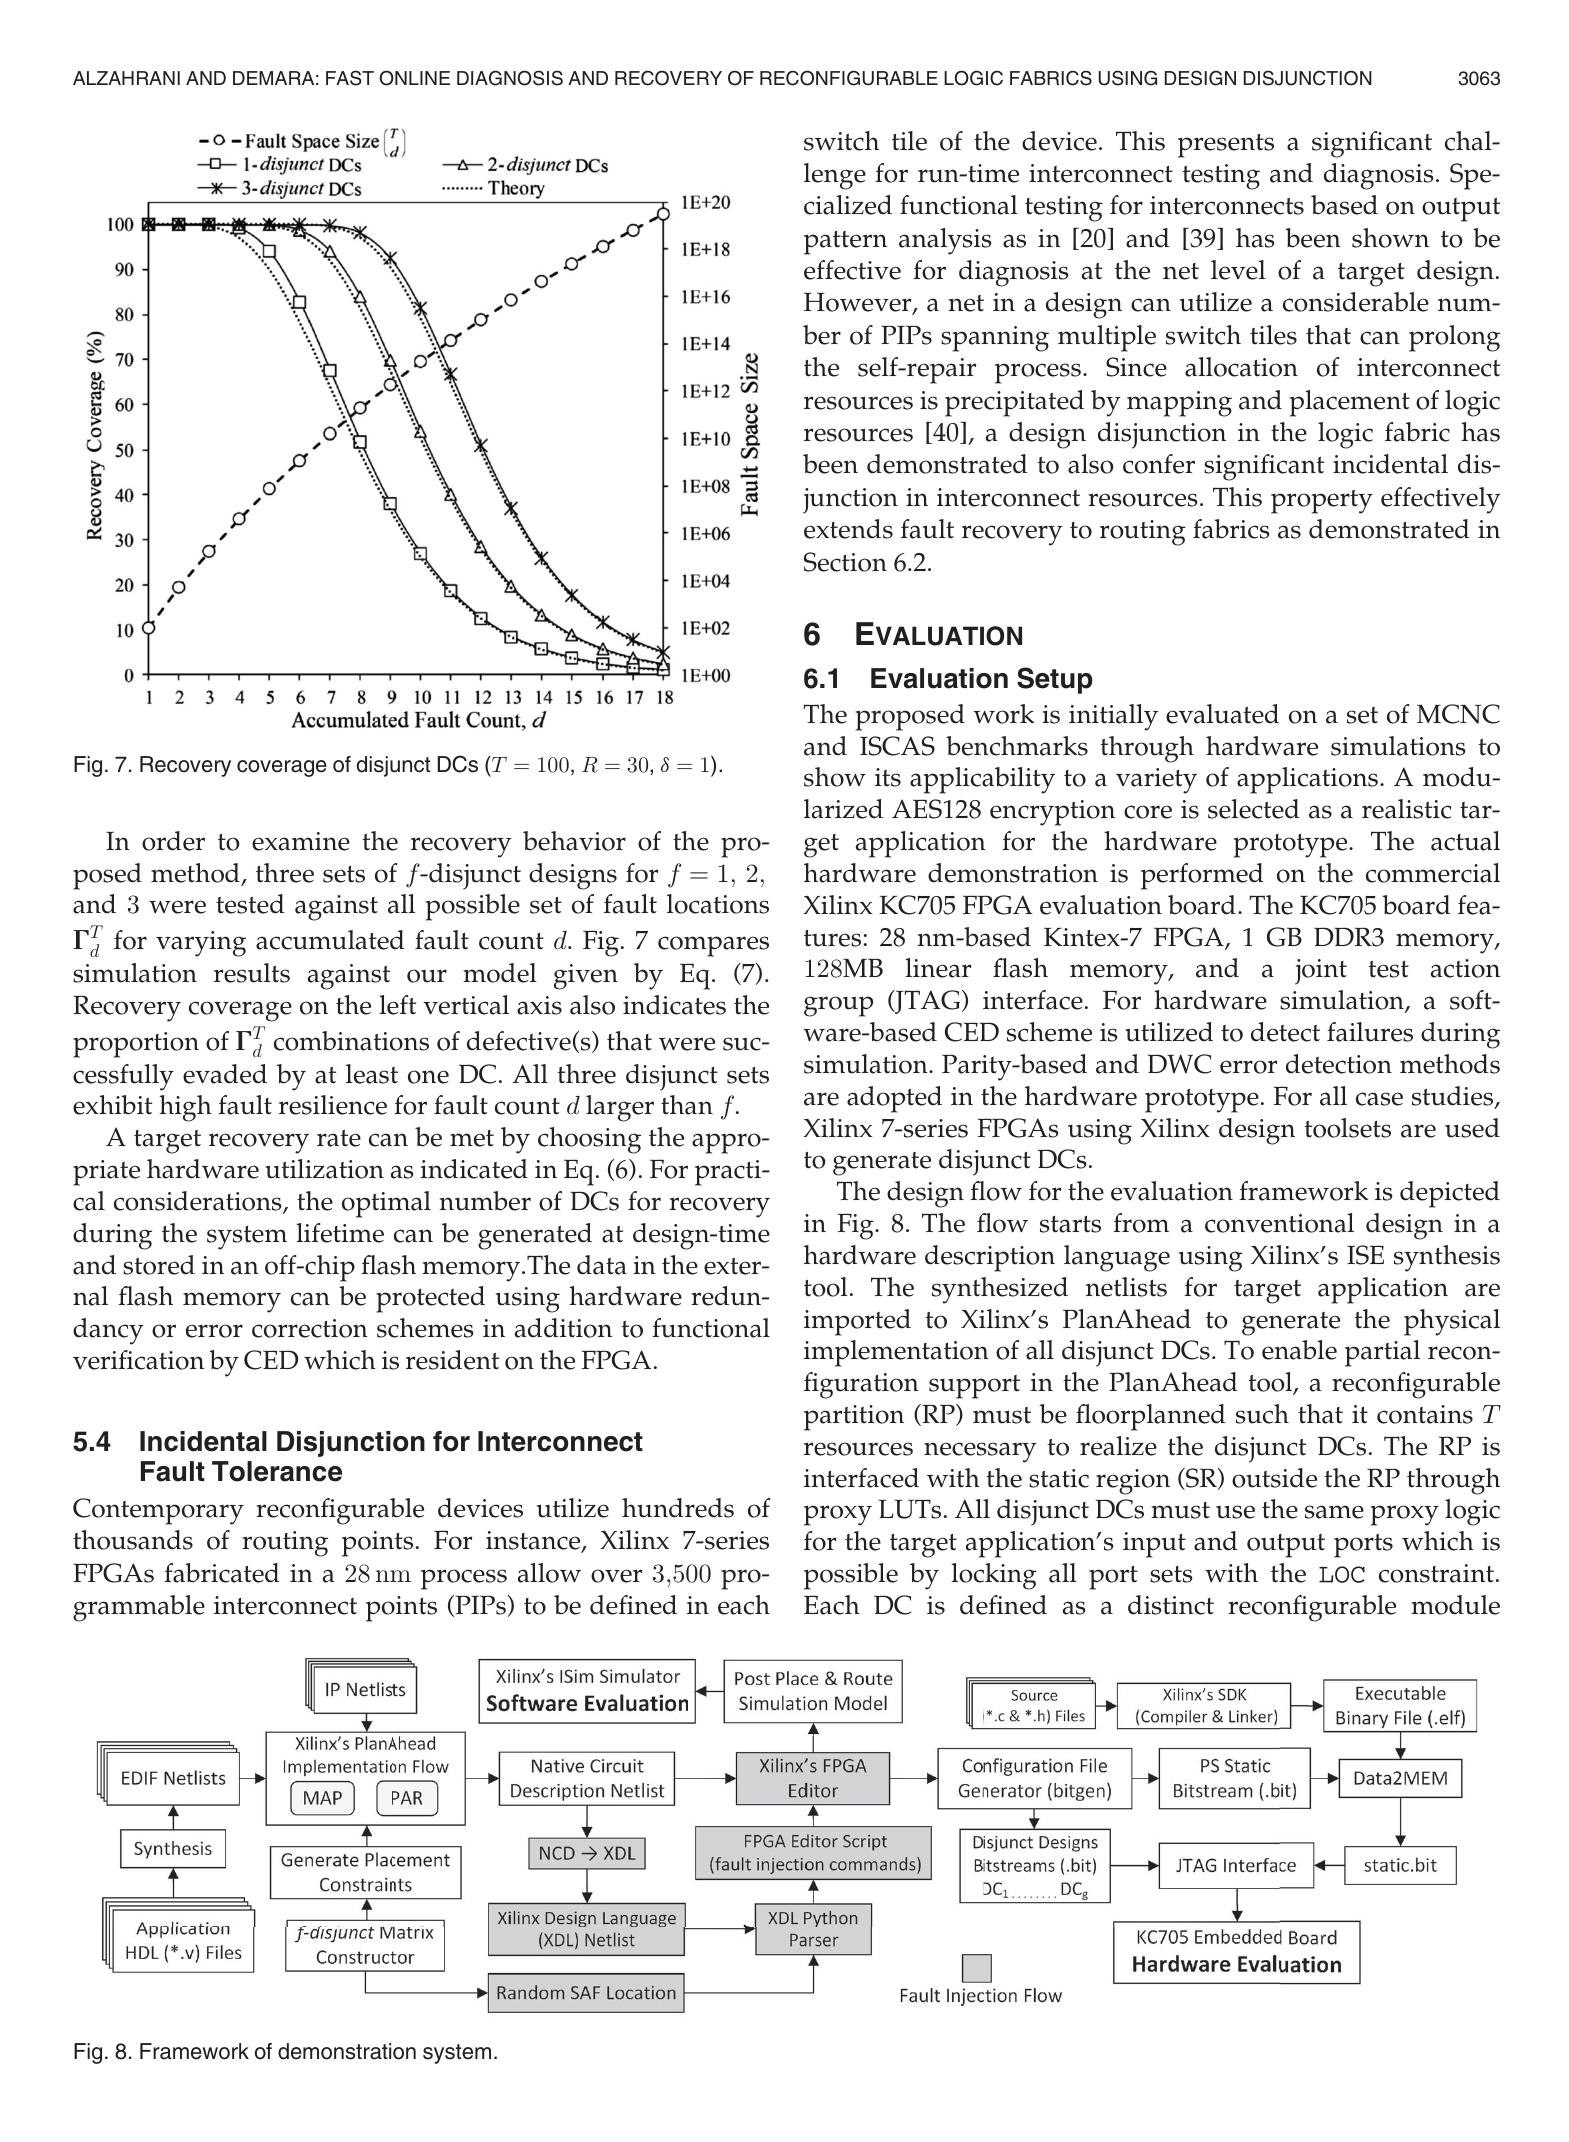 ALZAHRANI AND DEMARA: FAST ONLINE DIAGNOSIS AND RECOVERY OF RECONFIGURABLE LOGIC FABRICS USING DESIGN DISJUNCTION 3063
Fault Space Size (T d)
1-disjunct DCs 2-disjunct DCs
3-disjunct DCs Theory
Recovery Coverage (%)
100
90
80
70
60
50
40
30
20
10
0
1E+20
1E+18
1E+16
1E+14
1E+12
1E+10
1E+08
1E+06
1E+04
1E+02
1E+00
Fault Space Size
1 2 3 4 5 6 7 8 9 10 11 12 13 14 15 16 17 18
Accumulated Fault Count, d
Fig. 7. Recovery coverage of disjunct DCs (T = 100, R = 30, δ = 1).
In order to examine the recovery behavior of the pro-
posed method, three sets of f-disjunct designs for f = 1, 2,
and 3 were tested against all possible set of fault locations
Γ_d^T for varying accumulated fault count d. Fig. 7 compares
simulation results against our model given by Eq. (7).
Recovery coverage on the left vertical axis also indicates the
proportion of Γ_d^T combinations of defective(s) that were suc-
cessfully evaded by at least one DC. All three disjunct sets
exhibit high fault resilience for fault count d larger than f.
A target recovery rate can be met by choosing the appro-
priate hardware utilization as indicated in Eq. (6). For practi-
cal considerations, the optimal number of DCs for recovery
during the system lifetime can be generated at design-time
and stored in an off-chip flash memory.The data in the exter-
nal flash memory can be protected using hardware redun-
dancy or error correction schemes in addition to functional
verification by CED which is resident on the FPGA.
5.4 Incidental Disjunction for Interconnect
Fault Tolerance
Contemporary reconfigurable devices utilize hundreds of
thousands of routing points. For instance, Xilinx 7-series
FPGAs fabricated in a 28 nm process allow over 3,500 pro-
grammable interconnect points (PIPs) to be defined in each
switch tile of the device. This presents a significant chal-
lenge for run-time interconnect testing and diagnosis. Spe-
cialized functional testing for interconnects based on output
pattern analysis as in [20] and [39] has been shown to be
effective for diagnosis at the net level of a target design.
However, a net in a design can utilize a considerable num-
ber of PIPs spanning multiple switch tiles that can prolong
the self-repair process. Since allocation of interconnect
resources is precipitated by mapping and placement of logic
resources [40], a design disjunction in the logic fabric has
been demonstrated to also confer significant incidental dis-
junction in interconnect resources. This property effectively
extends fault recovery to routing fabrics as demonstrated in
Section 6.2.
6 EVALUATION
6.1 Evaluation Setup
The proposed work is initially evaluated on a set of MCNC
and ISCAS benchmarks through hardware simulations to
show its applicability to a variety of applications. A modu-
larized AES128 encryption core is selected as a realistic tar-
get application for the hardware prototype. The actual
hardware demonstration is performed on the commercial
Xilinx KC705 FPGA evaluation board. The KC705 board fea-
tures: 28 nm-based Kintex-7 FPGA, 1 GB DDR3 memory,
128MB linear flash memory, and a joint test action
group (JTAG) interface. For hardware simulation, a soft-
ware-based CED scheme is utilized to detect failures during
simulation. Parity-based and DWC error detection methods
are adopted in the hardware prototype. For all case studies,
Xilinx 7-series FPGAs using Xilinx design toolsets are used
to generate disjunct DCs.
The design flow for the evaluation framework is depicted
in Fig. 8. The flow starts from a conventional design in a
hardware description language using Xilinx's ISE synthesis
tool. The synthesized netlists for target application are
imported to Xilinx's PlanAhead to generate the physical
implementation of all disjunct DCs. To enable partial recon-
figuration support in the PlanAhead tool, a reconfigurable
partition (RP) must be floorplanned such that it contains T
resources necessary to realize the disjunct DCs. The RP is
interfaced with the static region (SR) outside the RP through
proxy LUTs. All disjunct DCs must use the same proxy logic
for the target application's input and output ports which is
possible by locking all port sets with the LOC constraint.
Each DC is defined as a distinct reconfigurable module
IP Netlists
EDIF Netlists
Synthesis
Application
HDL (*.v) Files
Xilinx's PlanAhead
Implementation Flow
MAP PAR
Generate Placement
Constraints
f-disjunct Matrix
Constructor
Xilinx's ISim Simulator
Software Evaluation
Post Place & Route
Simulation Model
Native Circuit
Description Netlist
Xilinx's FPGA
Editor
NCD → XDL
FPGA Editor Script
(fault injection commands)
Xilinx Design Language
(XDL) Netlist
XDL Python
Parser
Random SAF Location
Source
(*.c & *.h) Files
Xilinx's SDK
(Compiler & Linker)
Executable
Binary File (.elf)
Configuration File
Generator (bitgen)
PS Static
Bitstream (.bit)
Data2MEM
Disjunct Designs
Bitstreams (.bit)
DC1........DCg
JTAG Interface
static.bit
KC705 Embedded Board
Hardware Evaluation
Fault Injection Flow
Fig. 8. Framework of demonstration system.